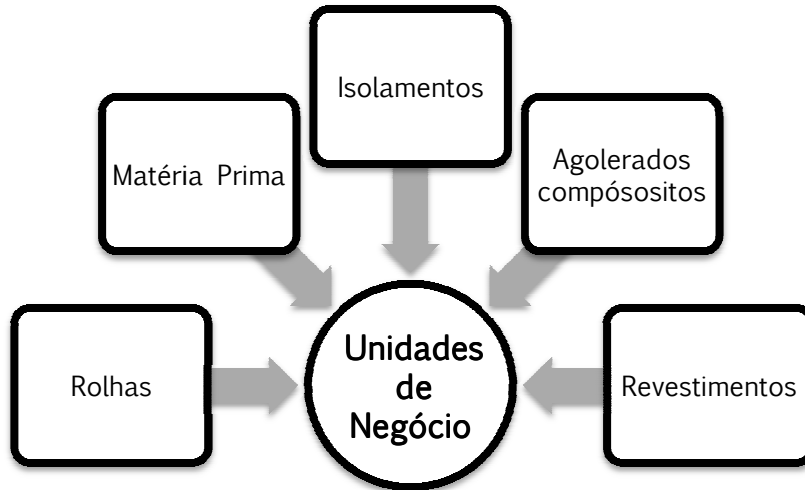 Isolamentos
Matéria Prima
Agolerados
compósositos
Rolhas
Unidades
de
Negócio
Revestimentos